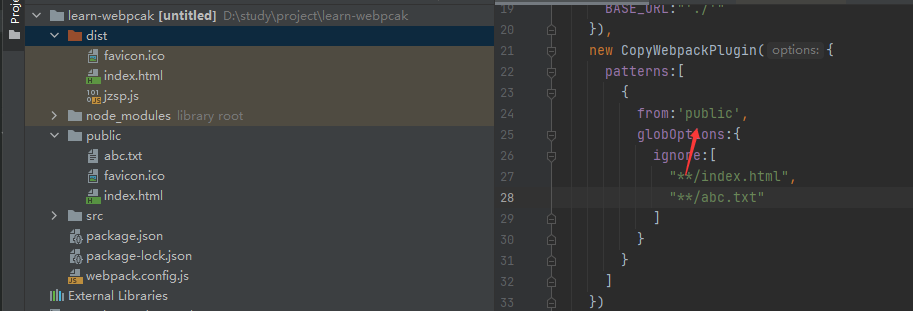 learn-webpcak [untitled] D:\study\project\learn-webpcak
dist
favicon.ico
index.html
jzsp.js
node_modules library root
public
abc.txt
favicon.ico
index.html
src
package.json
package-lock.json
webpack.config.js
External Libraries
Proje
19 BASE_URL:"'./'"
20 }),
21 new CopyWebpackPlugin( options: {
22 patterns:[
23 {
24 from:'public',
25 globOptions:{
26 ignore:[
27 "**/index.html",
28 "**/abc.txt"
29 ]
30 }
31 }
32 ]
33 })